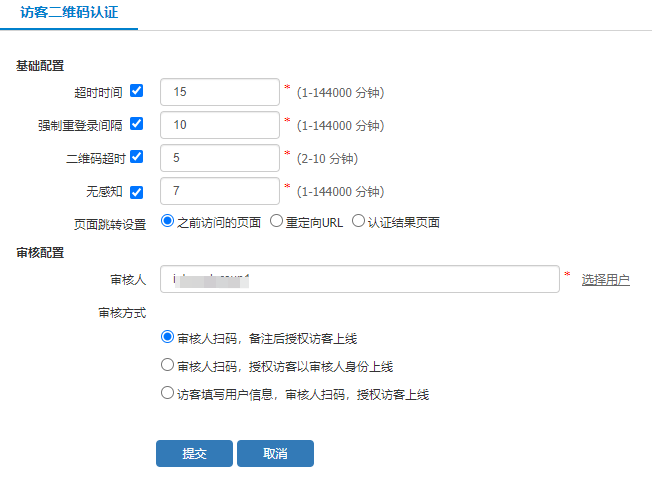 访客二维码认证
基础配置
超时时间 15 * (1-144000 分钟)
强制重登录间隔 10 * (1-144000 分钟)
二维码超时 5 * (2-10 分钟)
无感知 7 * (1-144000 分钟)
页面跳转设置 之前访问的页面 重定向URL 认证结果页面
审核配置
审核人 * 选择用户
审核方式
审核人扫码，备注后授权访客上线
审核人扫码，授权访客以审核人身份上线
访客填写用户信息，审核人扫码，授权访客上线
提交 取消